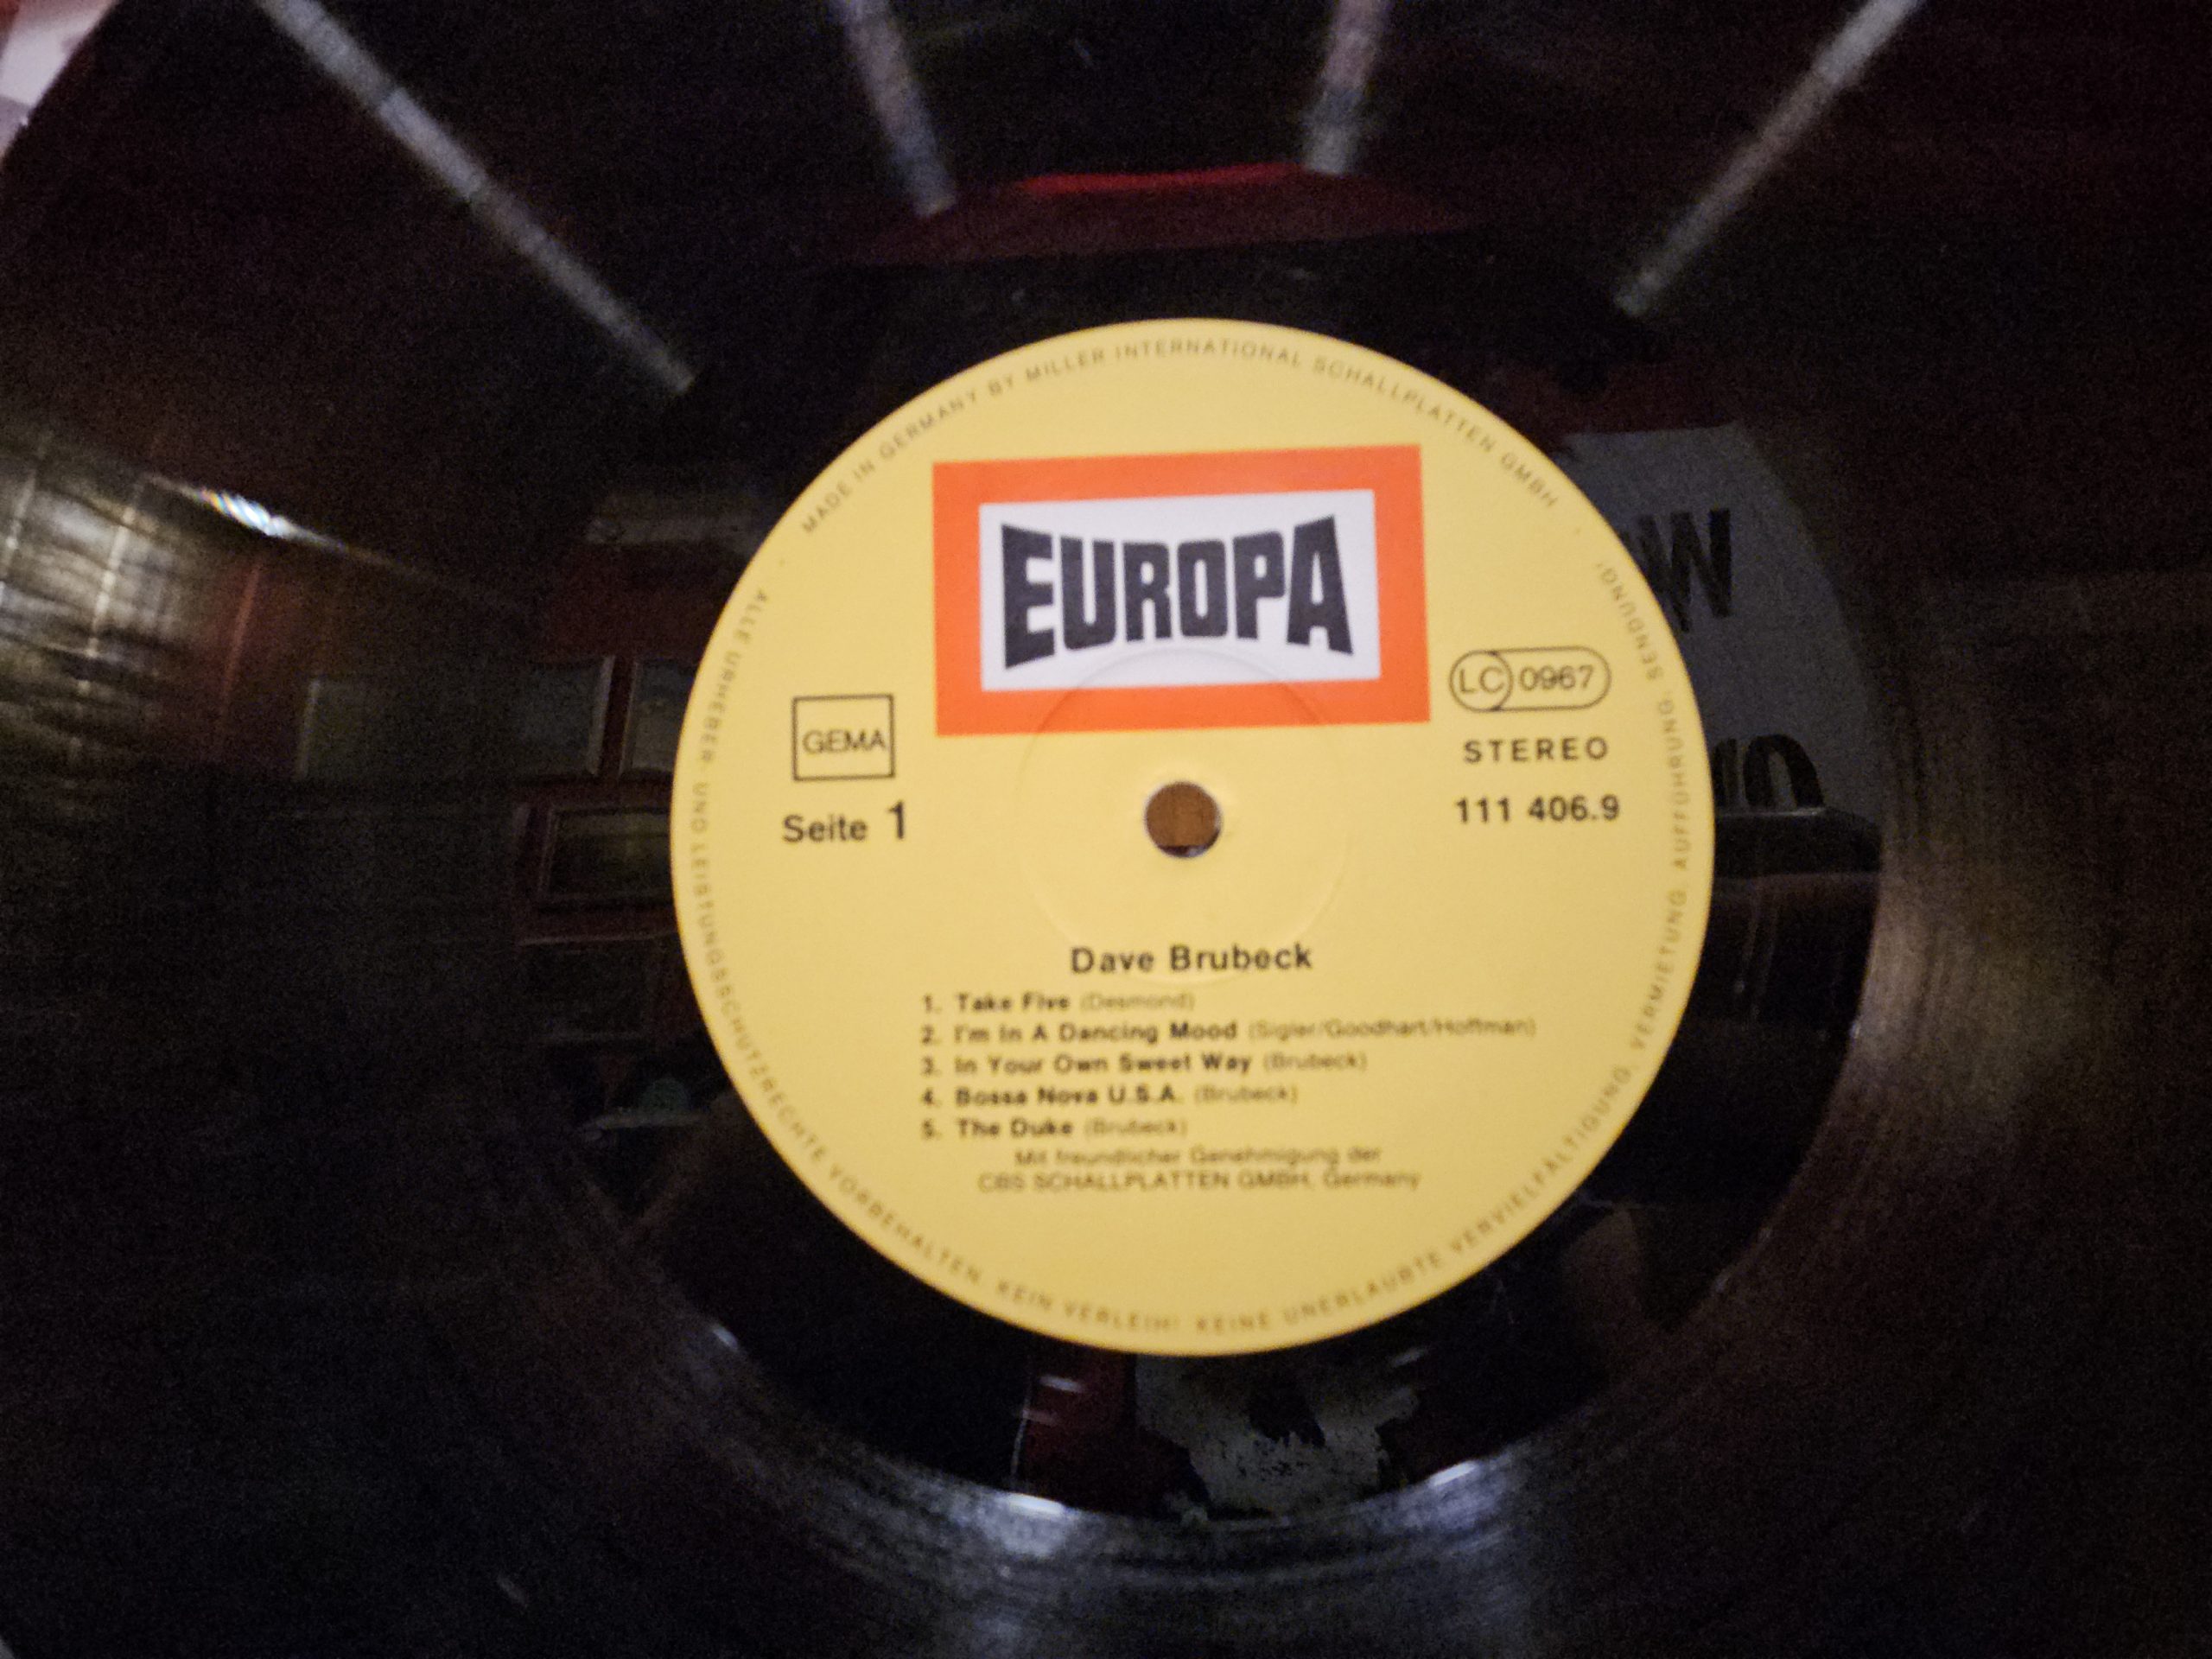 MADE IN GERMANY BY MILLER INTERNATIONAL SCHALLPLATTEN GMBH
EUROPA
GEMA
LC 0967
STEREO
Seite 1
111 406.9
Dave Brubeck
1. Take Five (Desmond)
2. I'm In A Dancing Mood (Sigler/Goodhart/Hoffman)
3. In Your Own Sweet Way (Brubeck)
4. Bossa Nova U.S.A. (Brubeck)
5. The Duke (Brubeck)
Mit freundlicher Genehmigung der
CBS SCHALLPLATTEN GMBH, Germany
ALLE URHEBER- UND LEISTUNGSSCHUTZRECHTE VORBEHALTEN. KEIN VERLEIH! KEINE UNERLAUBTE VERVIELFÄLTIGUNG, VERMIETUNG, AUFFÜHRUNG, SENDUNG!